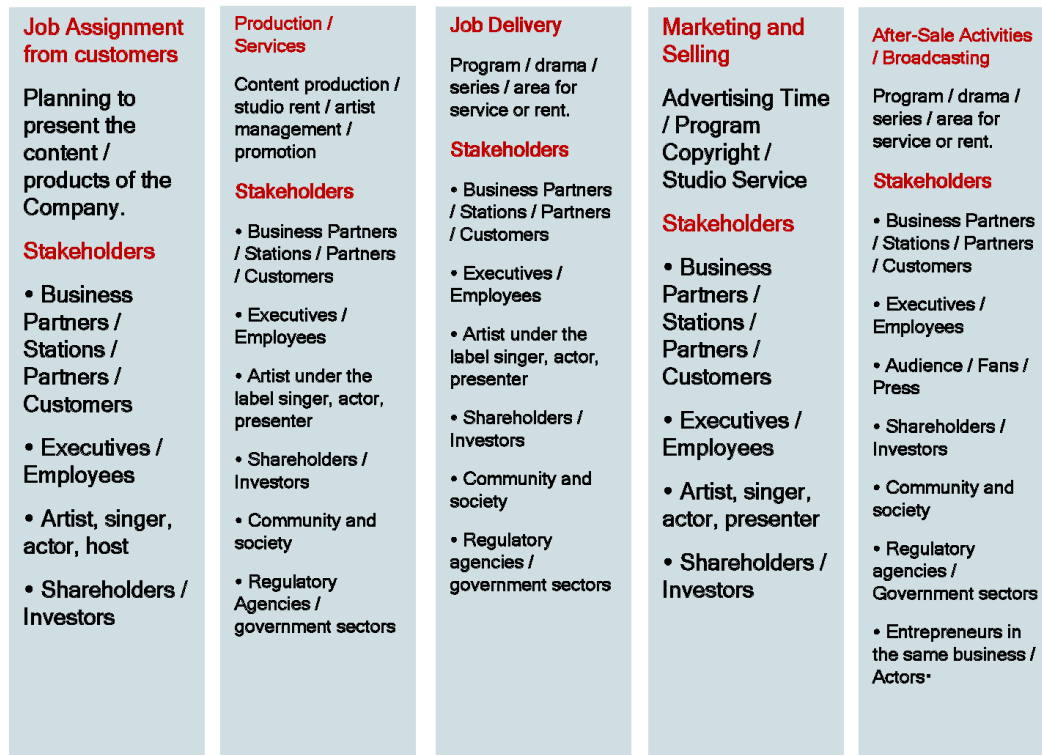 Job Assignment
from customers
Planning to
present the
content /
products of the
Company.
Stakeholders
• Business
Partners /
Stations /
Partners /
Customers
• Executives /
Employees
• Artist, singer,
actor, host
• Shareholders /
Investors
Production /
Services
Content production /
studio rent / artist
management /
promotion
Stakeholders
• Business Partners
/ Stations / Partners
/ Customers
• Executives /
Employees
• Artist under the
label singer, actor,
presenter
• Shareholders /
Investors
• Community and
society
• Regulatory
Agencies /
government sectors
Job Delivery
Program / drama /
series / area for
service or rent.
Stakeholders
• Business Partners
/ Stations / Partners
/ Customers
• Executives /
Employees
• Artist under the
label singer, actor,
presenter
• Shareholders /
Investors
• Community and
society
• Regulatory
agencies /
government sectors
Marketing and
Selling
Advertising Time
/ Program
Copyright /
Studio Service
Stakeholders
• Business
Partners /
Stations /
Partners /
Customers
• Executives /
Employees
• Artist, singer,
actor, presenter
• Shareholders /
Investors
After-Sale Activities
/ Broadcasting
Program / drama /
series / area for
service or rent.
Stakeholders
• Business Partners
/ Stations / Partners
/ Customers
• Executives /
Employees
• Audience / Fans /
Press
• Shareholders /
Investors
• Community and
society
• Regulatory
agencies /
Government sectors
• Entrepreneurs in
the same business /
Actors·